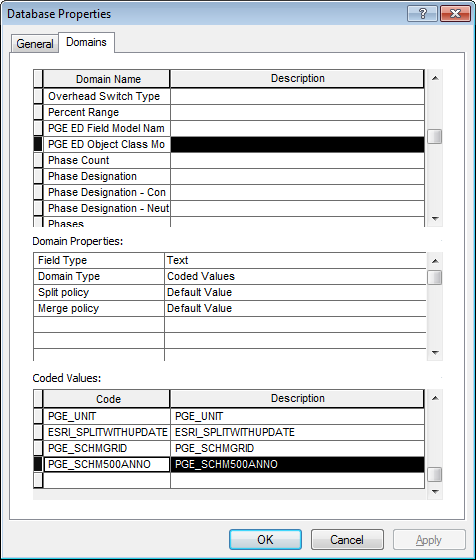 Database Properties
General Domains
Domain Name Description
Overhead Switch Type
Percent Range
PGE ED Field Model Nam
PGE ED Object Class Mo
Phase Count
Phase Designation
Phase Designation - Con
Phase Designation - Neut
Phases
Domain Properties:
Field Type Text
Domain Type Coded Values
Split policy Default Value
Merge policy Default Value
Coded Values:
Code Description
PGE_UNIT PGE_UNIT
ESRI_SPLITWITHUPDATE ESRI_SPLITWITHUPDATE
PGE_SCHMGRID PGE_SCHMGRID
PGE_SCHM500ANNO PGE_SCHM500ANNO
OK Cancel Apply